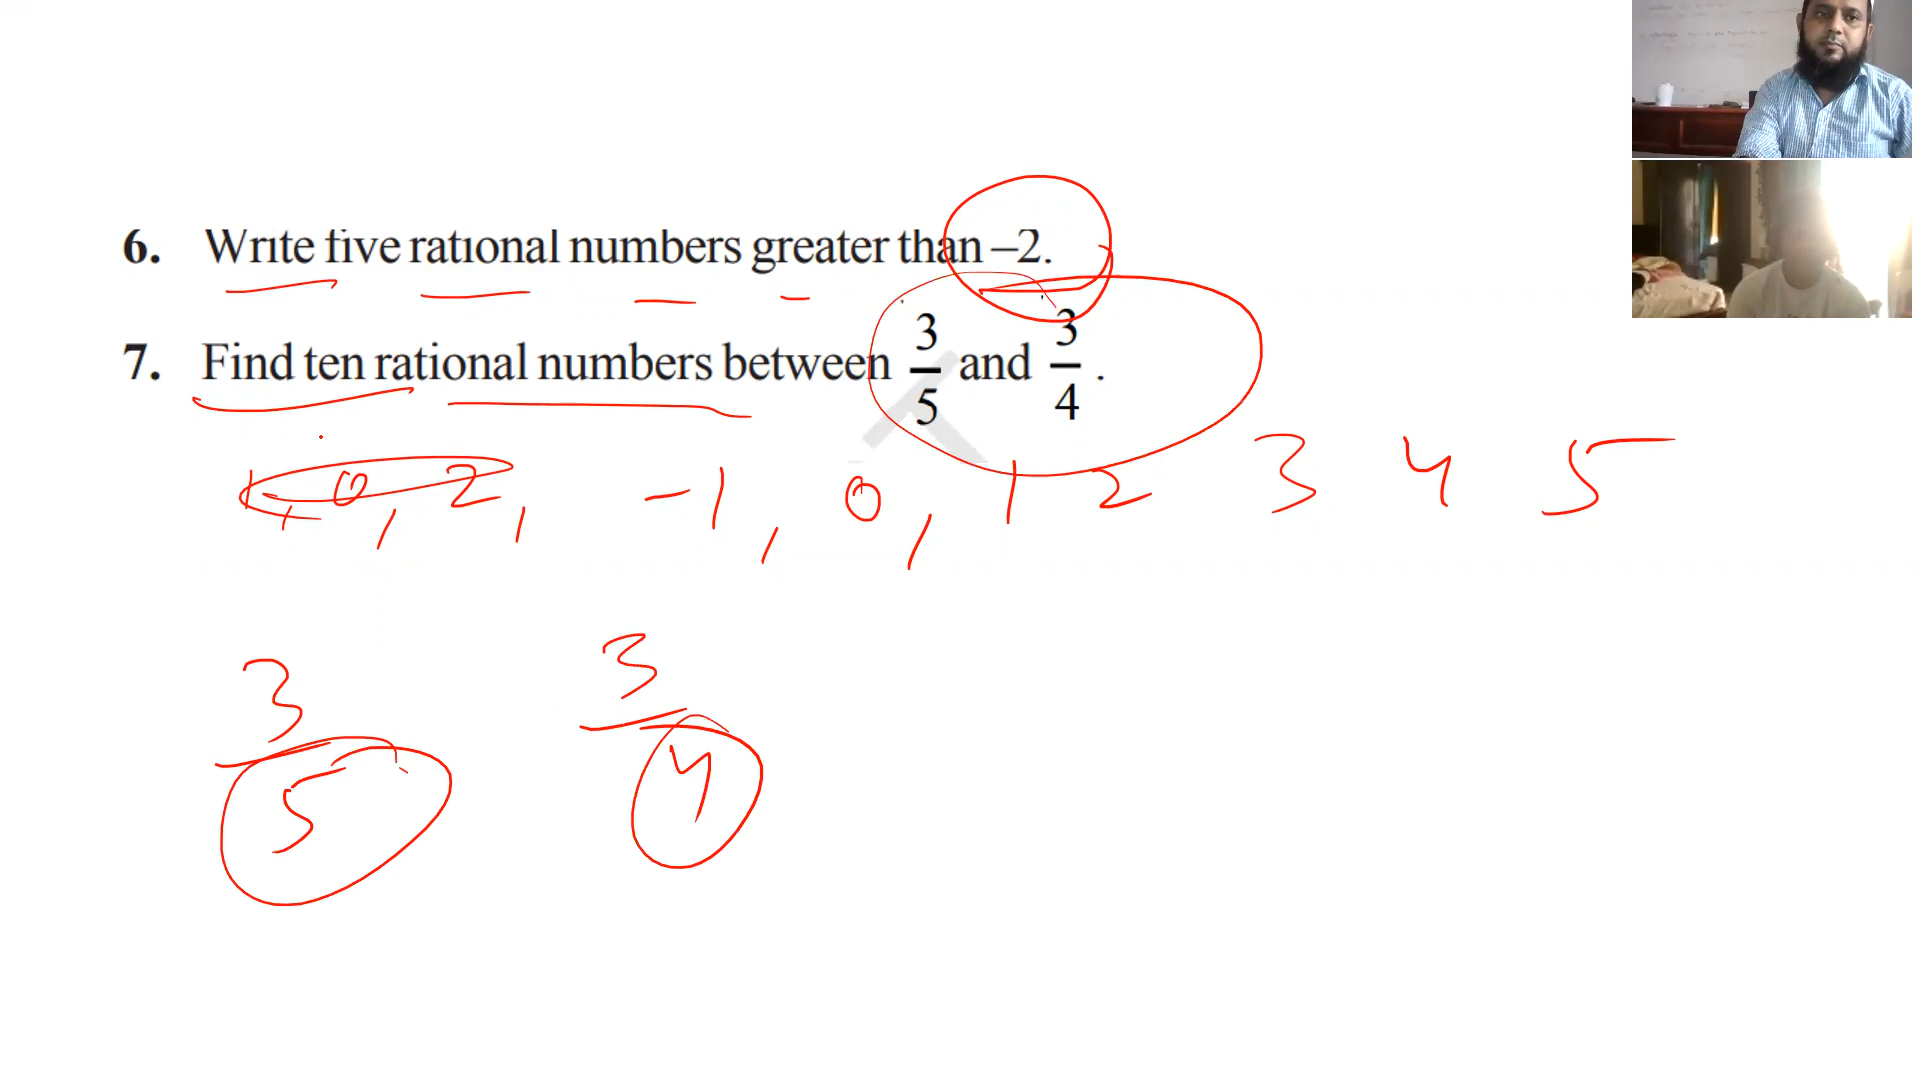 6. Write five rational numbers greater than –2.
7. Find ten rational numbers between 3/5 and 3/4.
1, 0, 2, -1, 0, 1 2 3 4 5
3/5 3/4